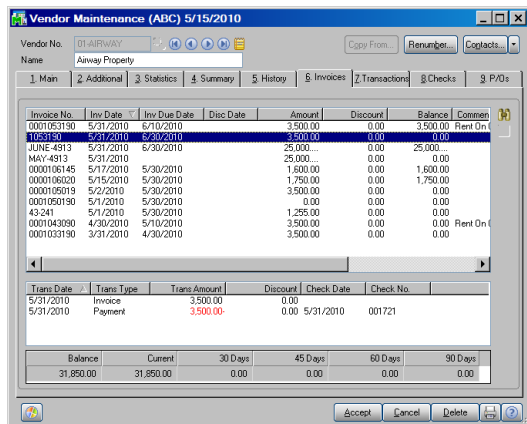 Vendor Maintenance (ABC) 5/15/2010
Vendor No. 01-AIRWAY Copy From... Renumber... Contacts...
Name Airway Property
1. Main 2. Additional 3. Statistics 4. Summary 5. History 6. Invoices 7.Transactions 8.Checks 9. P/Os
Invoice No. Inv Date Inv Due Date Disc Date Amount Discount Balance Commen
0001053190 5/31/2010 6/10/2010 3,500.00 0.00 3,500.00 Rent On (
1053190 5/31/2010 6/30/2010 3,500.00 0.00 0.00
JUNE-4913 5/31/2010 6/30/2010 25,000.... 0.00 25,000....
MAY-4913 5/31/2010 25,000.... 0.00 0.00
0000106145 5/17/2010 5/30/2010 1,600.00 0.00 1,600.00
0000106020 5/15/2010 5/30/2010 1,750.00 0.00 1,750.00
0000105019 5/2/2010 5/30/2010 3,500.00 0.00 0.00
0000050190 5/1/2010 5/30/2010 0.00 0.00 0.00
43-241 5/1/2010 5/30/2010 1,255.00 0.00 0.00
0001043090 4/30/2010 5/10/2010 3,500.00 0.00 0.00 Rent On (
0001033190 3/31/2010 4/30/2010 3,500.00 0.00 0.00
Trans Date Trans Type Trans Amount Discount Check Date Check No.
5/31/2010 Invoice 3,500.00 0.00
5/31/2010 Payment 3,500.00- 0.00 5/31/2010 001721
Balance Current 30 Days 45 Days 60 Days 90 Days
31,850.00 31,850.00 0.00 0.00 0.00 0.00
Accept Cancel Delete